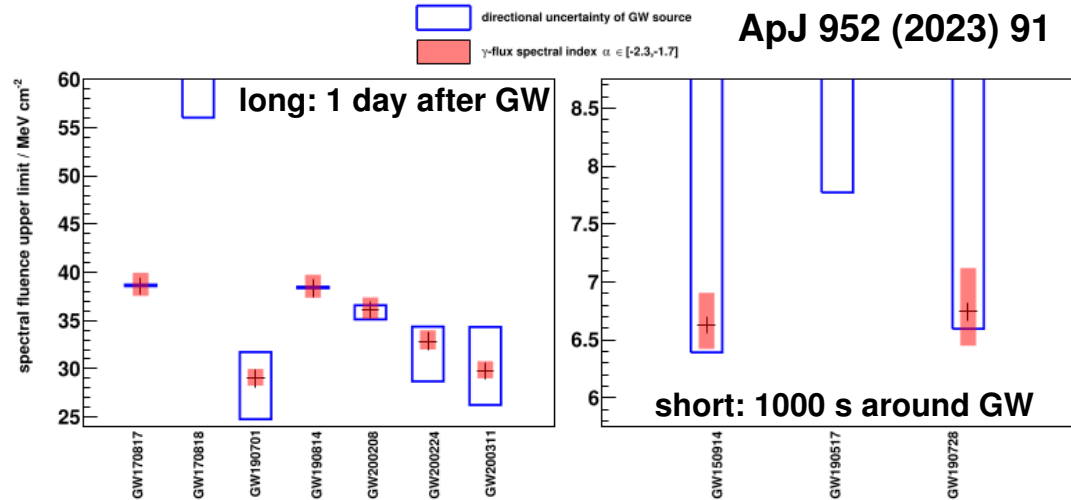 directional uncertainty of GW source
γ-flux spectral index α ∈ [-2.3,-1.7]
ApJ 952 (2023) 91
spectral fluence upper limit / MeV cm⁻²
60
55
50
45
40
35
30
25
long: 1 day after GW
GW170817
GW170818
GW190701
GW190814
GW200208
GW200224
GW200311
8.5
8
7.5
7
6.5
6
short: 1000 s around GW
GW150914
GW190517
GW190728